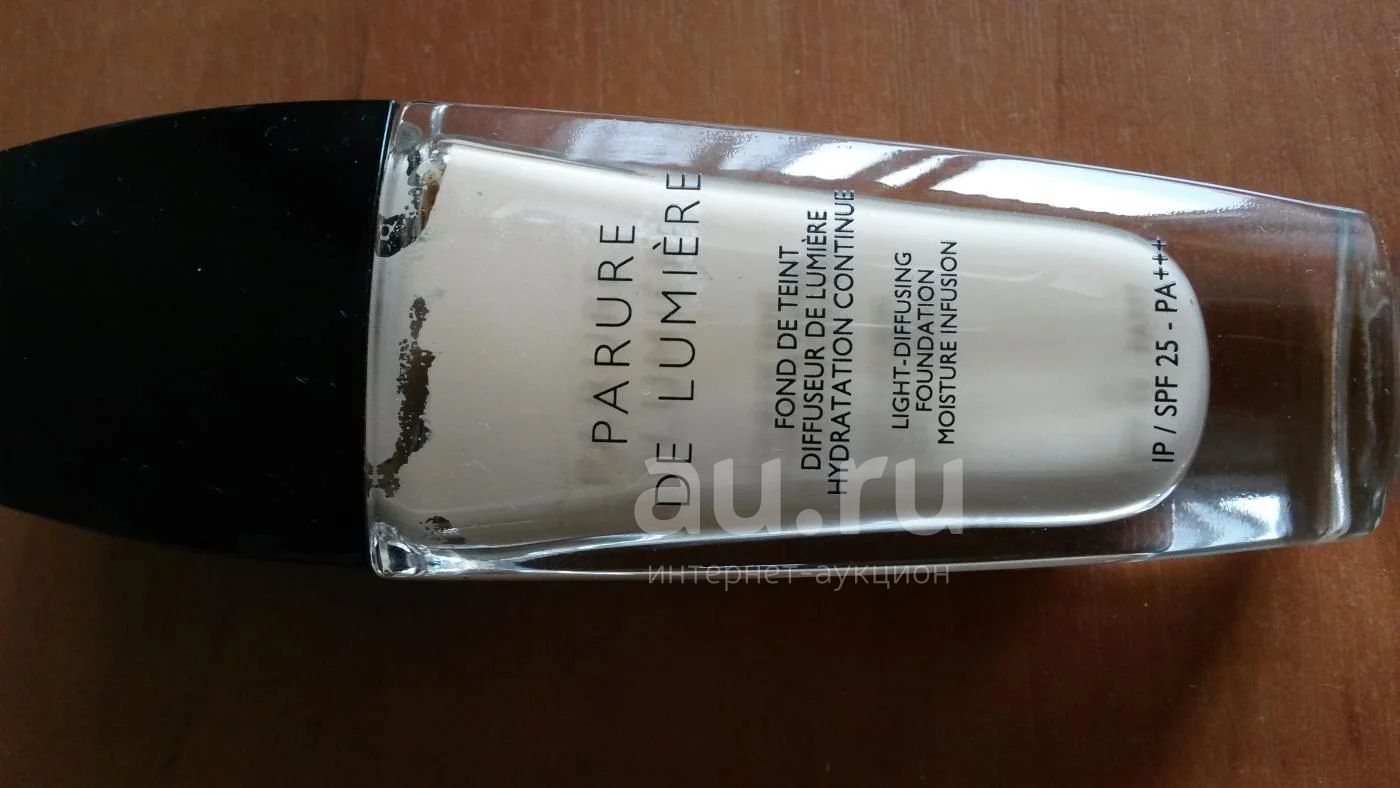 PARURE
DE LUMIÈRE
FOND DE TEINT
DIFFUSEUR DE LUMIÈRE
HYDRATATION CONTINUE
LIGHT-DIFFUSING
FOUNDATION
MOISTURE INFUSION
IP / SPF 25 - PA+++
au.ru
интернет-аукцион